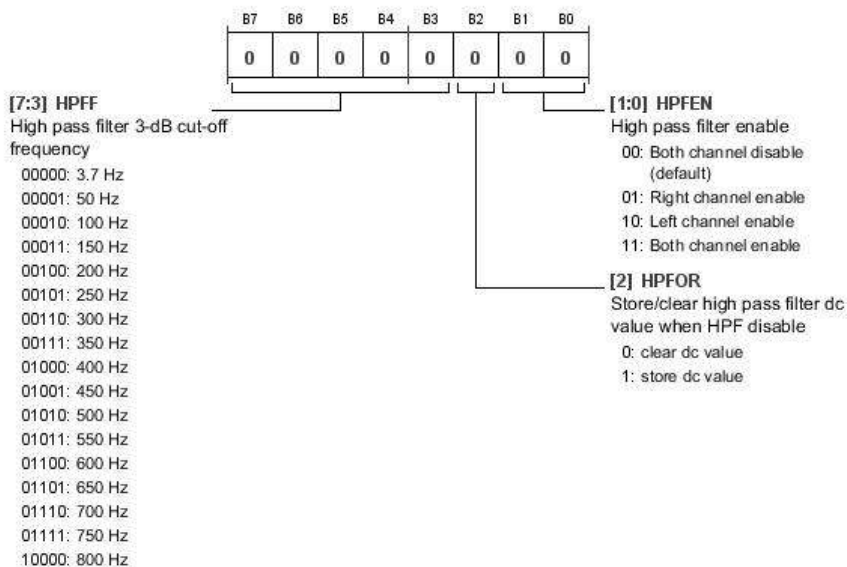 B7 B6 B5 B4 B3 B2 B1 B0
0 0 0 0 0 0 0 0
[7:3] HPFF
High pass filter 3-dB cut-off
frequency
00000: 3.7 Hz
00001: 50 Hz
00010: 100 Hz
00011: 150 Hz
00100: 200 Hz
00101: 250 Hz
00110: 300 Hz
00111: 350 Hz
01000: 400 Hz
01001: 450 Hz
01010: 500 Hz
01011: 550 Hz
01100: 600 Hz
01101: 650 Hz
01110: 700 Hz
01111: 750 Hz
10000: 800 Hz
[1:0] HPFEN
High pass filter enable
00: Both channel disable
(default)
01: Right channel enable
10: Left channel enable
11: Both channel enable
[2] HPFOR
Store/clear high pass filter dc
value when HPF disable
0: clear dc value
1: store dc value